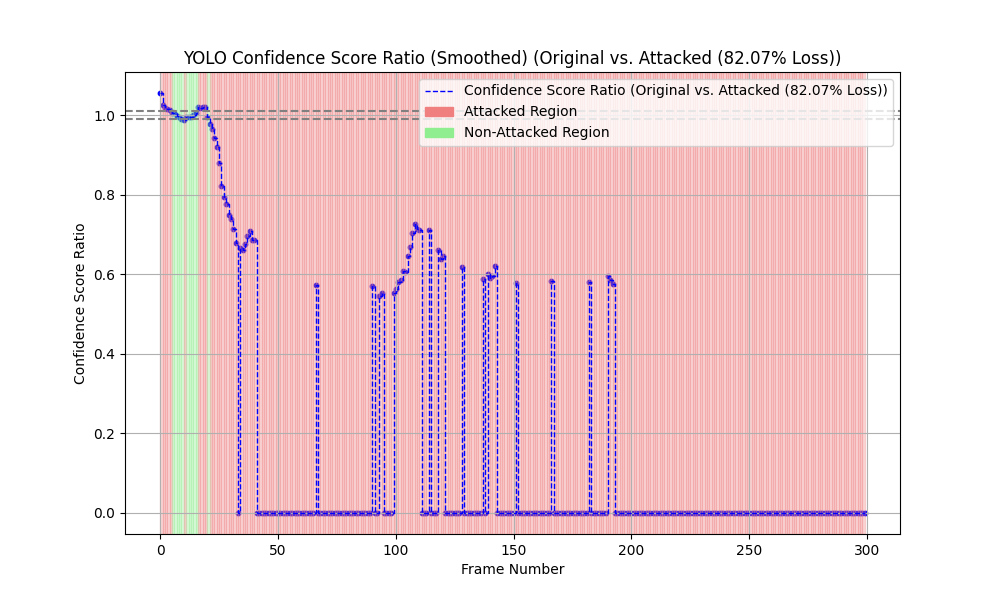 YOLO Confidence Score Ratio (Smoothed) (Original vs. Attacked (82.07% Loss))
Confidence Score Ratio (Original vs. Attacked (82.07% Loss))
Attacked Region
Non-Attacked Region
Confidence Score Ratio
1.0
0.8
0.6
0.4
0.2
0.0
0 50 100 150 200 250 300
Frame Number